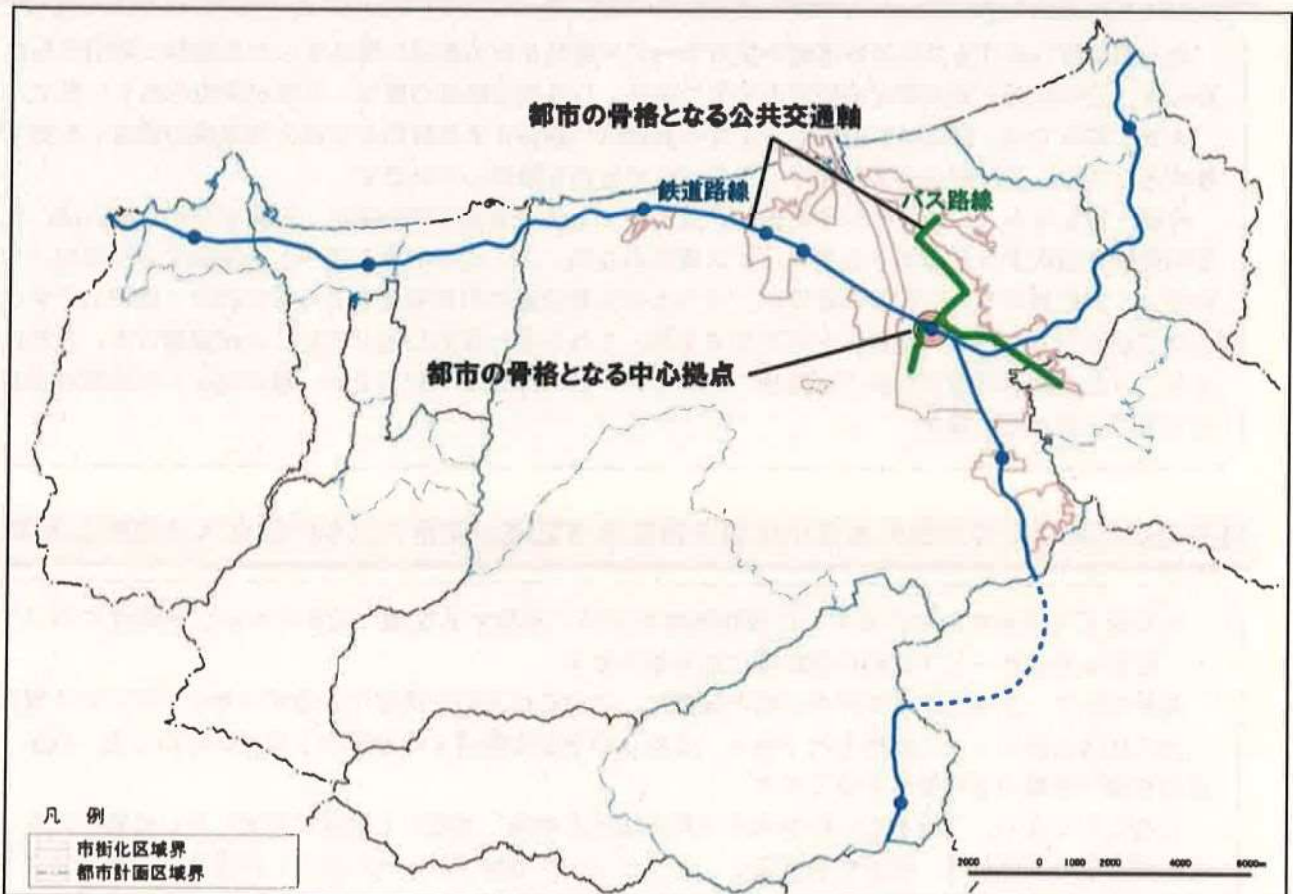 都市の骨格となる公共交通軸
鉄道路線
バス路線
都市の骨格となる中心拠点
凡 例
市街化区域界
都市計画区域界
2000 0 1000 2000 4000 6000m